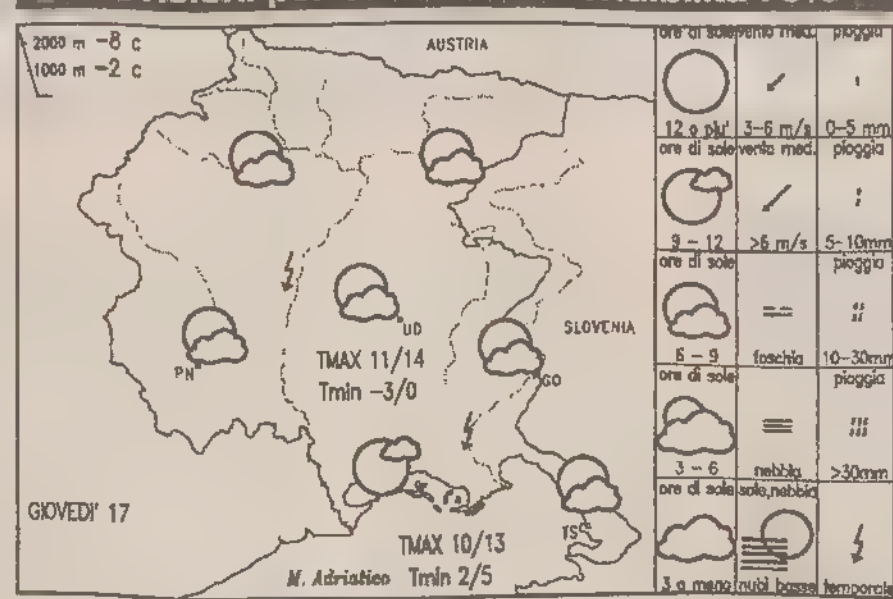 2000 m -8 c
1000 m -2 c
AUSTRIA
SLOVENIA
UD
PN
GO
TS
TMAX 11/14
Tmin -3/0
GIOVEDI' 17
TMAX 10/13
M. Adriatico Tmin 2/5
ore di sole vento med. pioggia
12 o piu' 3-6 m/s 0-5 mm
ore di sole vento med. pioggia
9 - 12 >6 m/s 5-10mm
ore di sole pioggia
6 - 9 foschia 10-30mm
ore di sole pioggia
3 - 6 nebbia >30mm
ore di sole sole,nebbia
3 o meno nubi basse temporale